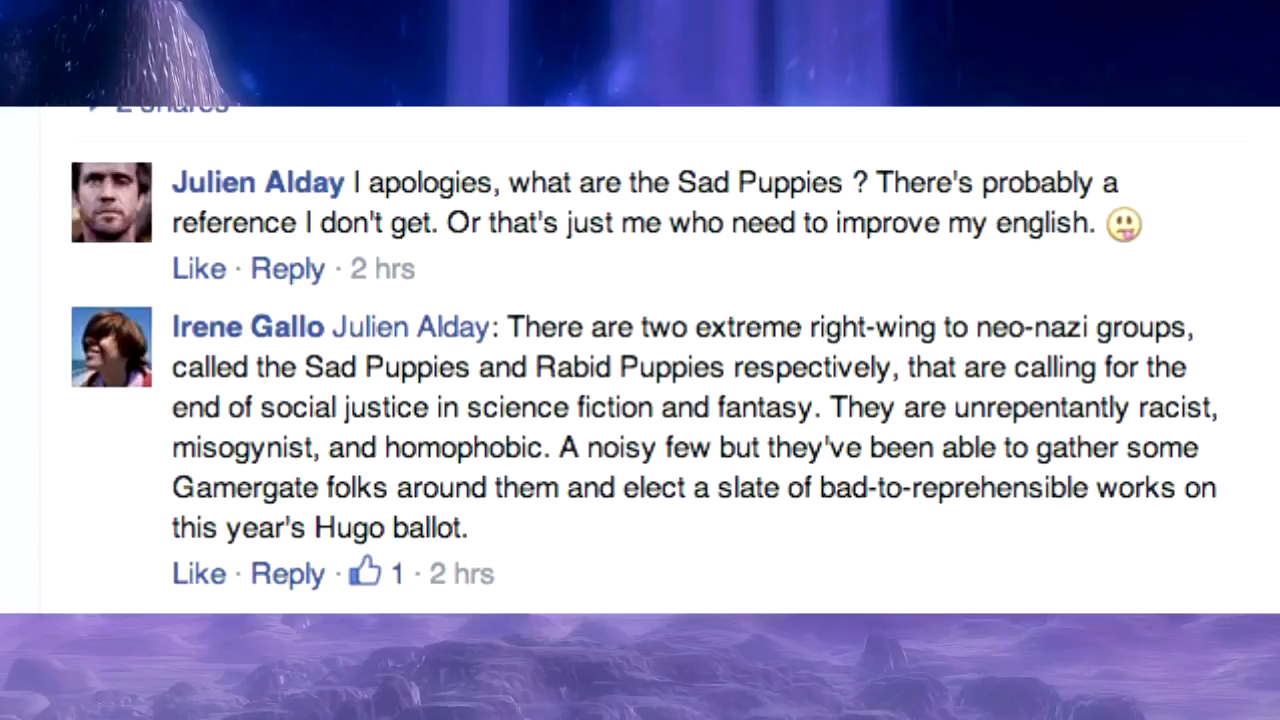 2 shares
Julien Alday I apologies, what are the Sad Puppies ? There's probably a
reference I don't get. Or that's just me who need to improve my english.
Like · Reply · 2 hrs
Irene Gallo Julien Alday: There are two extreme right-wing to neo-nazi groups,
called the Sad Puppies and Rabid Puppies respectively, that are calling for the
end of social justice in science fiction and fantasy. They are unrepentantly racist,
misogynist, and homophobic. A noisy few but they've been able to gather some
Gamergate folks around them and elect a slate of bad-to-reprehensible works on
this year's Hugo ballot.
Like · Reply · 1 · 2 hrs